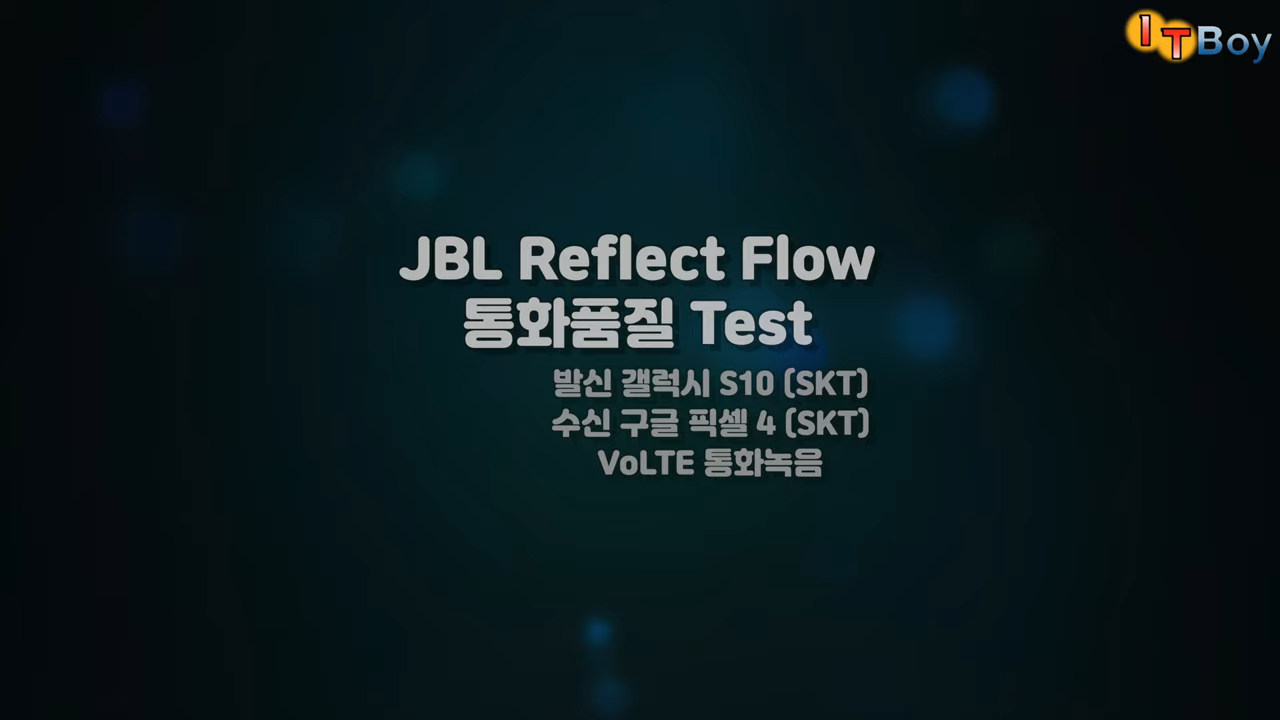 ITBoy
JBL Reflect Flow
통화품질 Test
발신 갤럭시 S10 (SKT)
수신 구글 픽셀 4 (SKT)
VoLTE 통화녹음